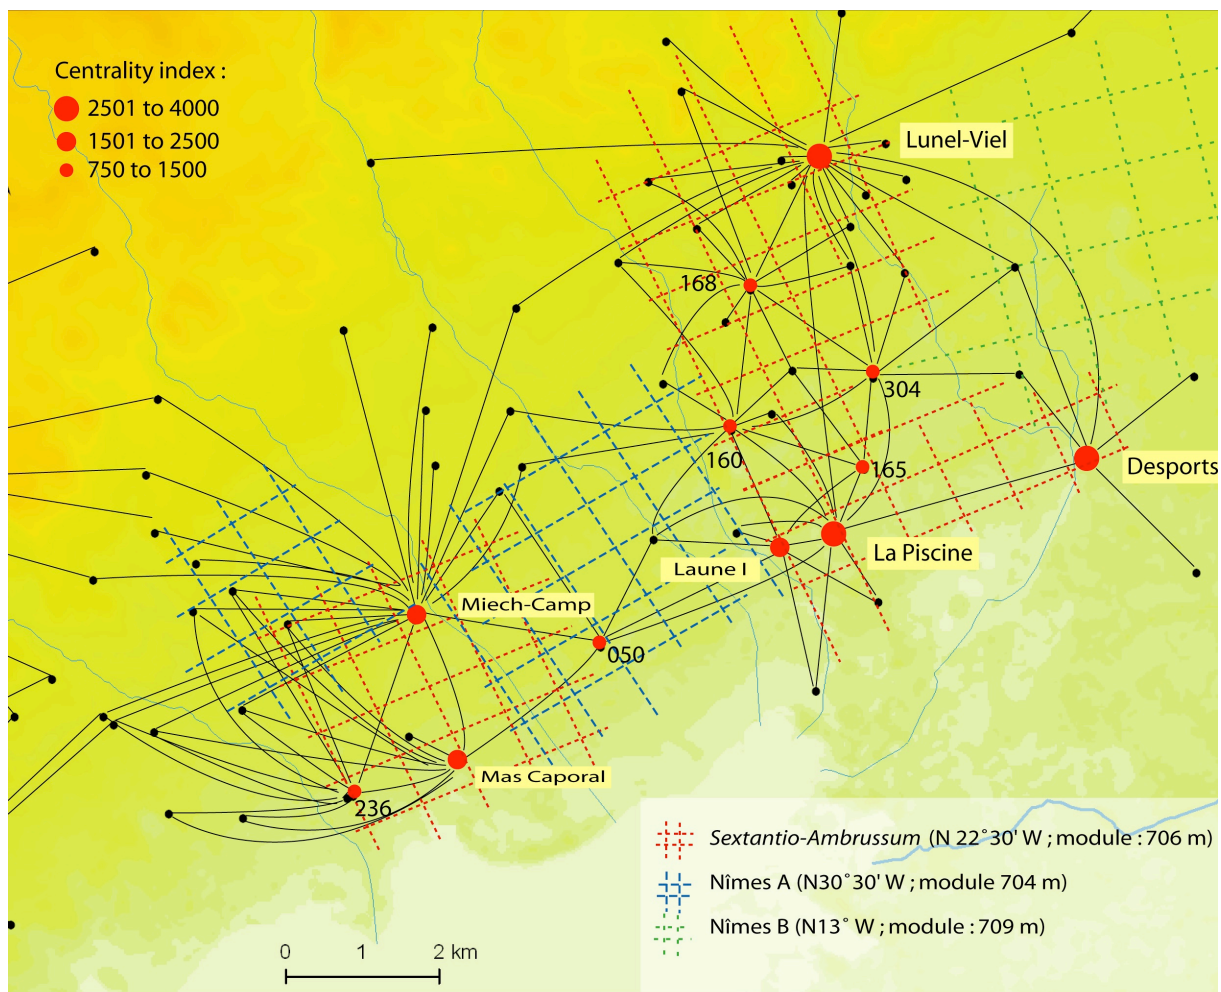 Centrality index :
2501 to 4000
1501 to 2500
750 to 1500
Lunel-Viel
168
304
160
165
Desports
La Piscine
Laune I
Miech-Camp
050
Mas Caporal
236
Sextantio-Ambrussum (N 22°30' W ; module : 706 m)
Nîmes A (N30°30' W ; module 704 m)
Nîmes B (N13° W ; module : 709 m)
0 1 2 km